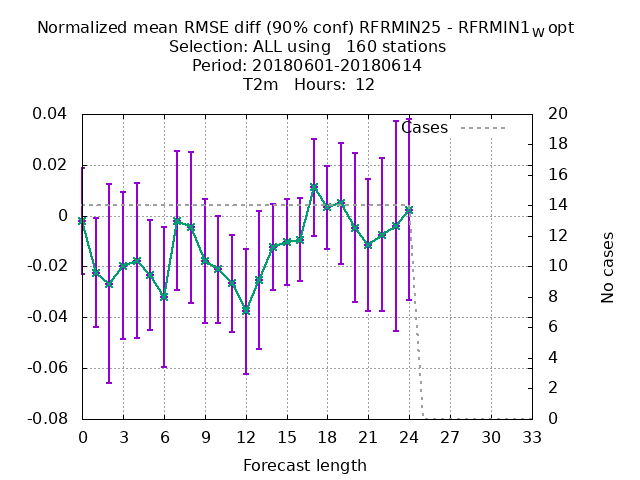 Normalized mean RMSE diff (90% conf) RFRMIN25 - RFRMIN1w opt
Selection: ALL using   160 stations
Period: 20180601-20180614
T2m   Hours:  12
Cases
0.04
0.02
0
-0.02
-0.04
-0.06
-0.08
20
18
16
14
12
10
8
6
4
2
0
No cases
0 3 6 9 12 15 18 21 24 27 30 33
Forecast length